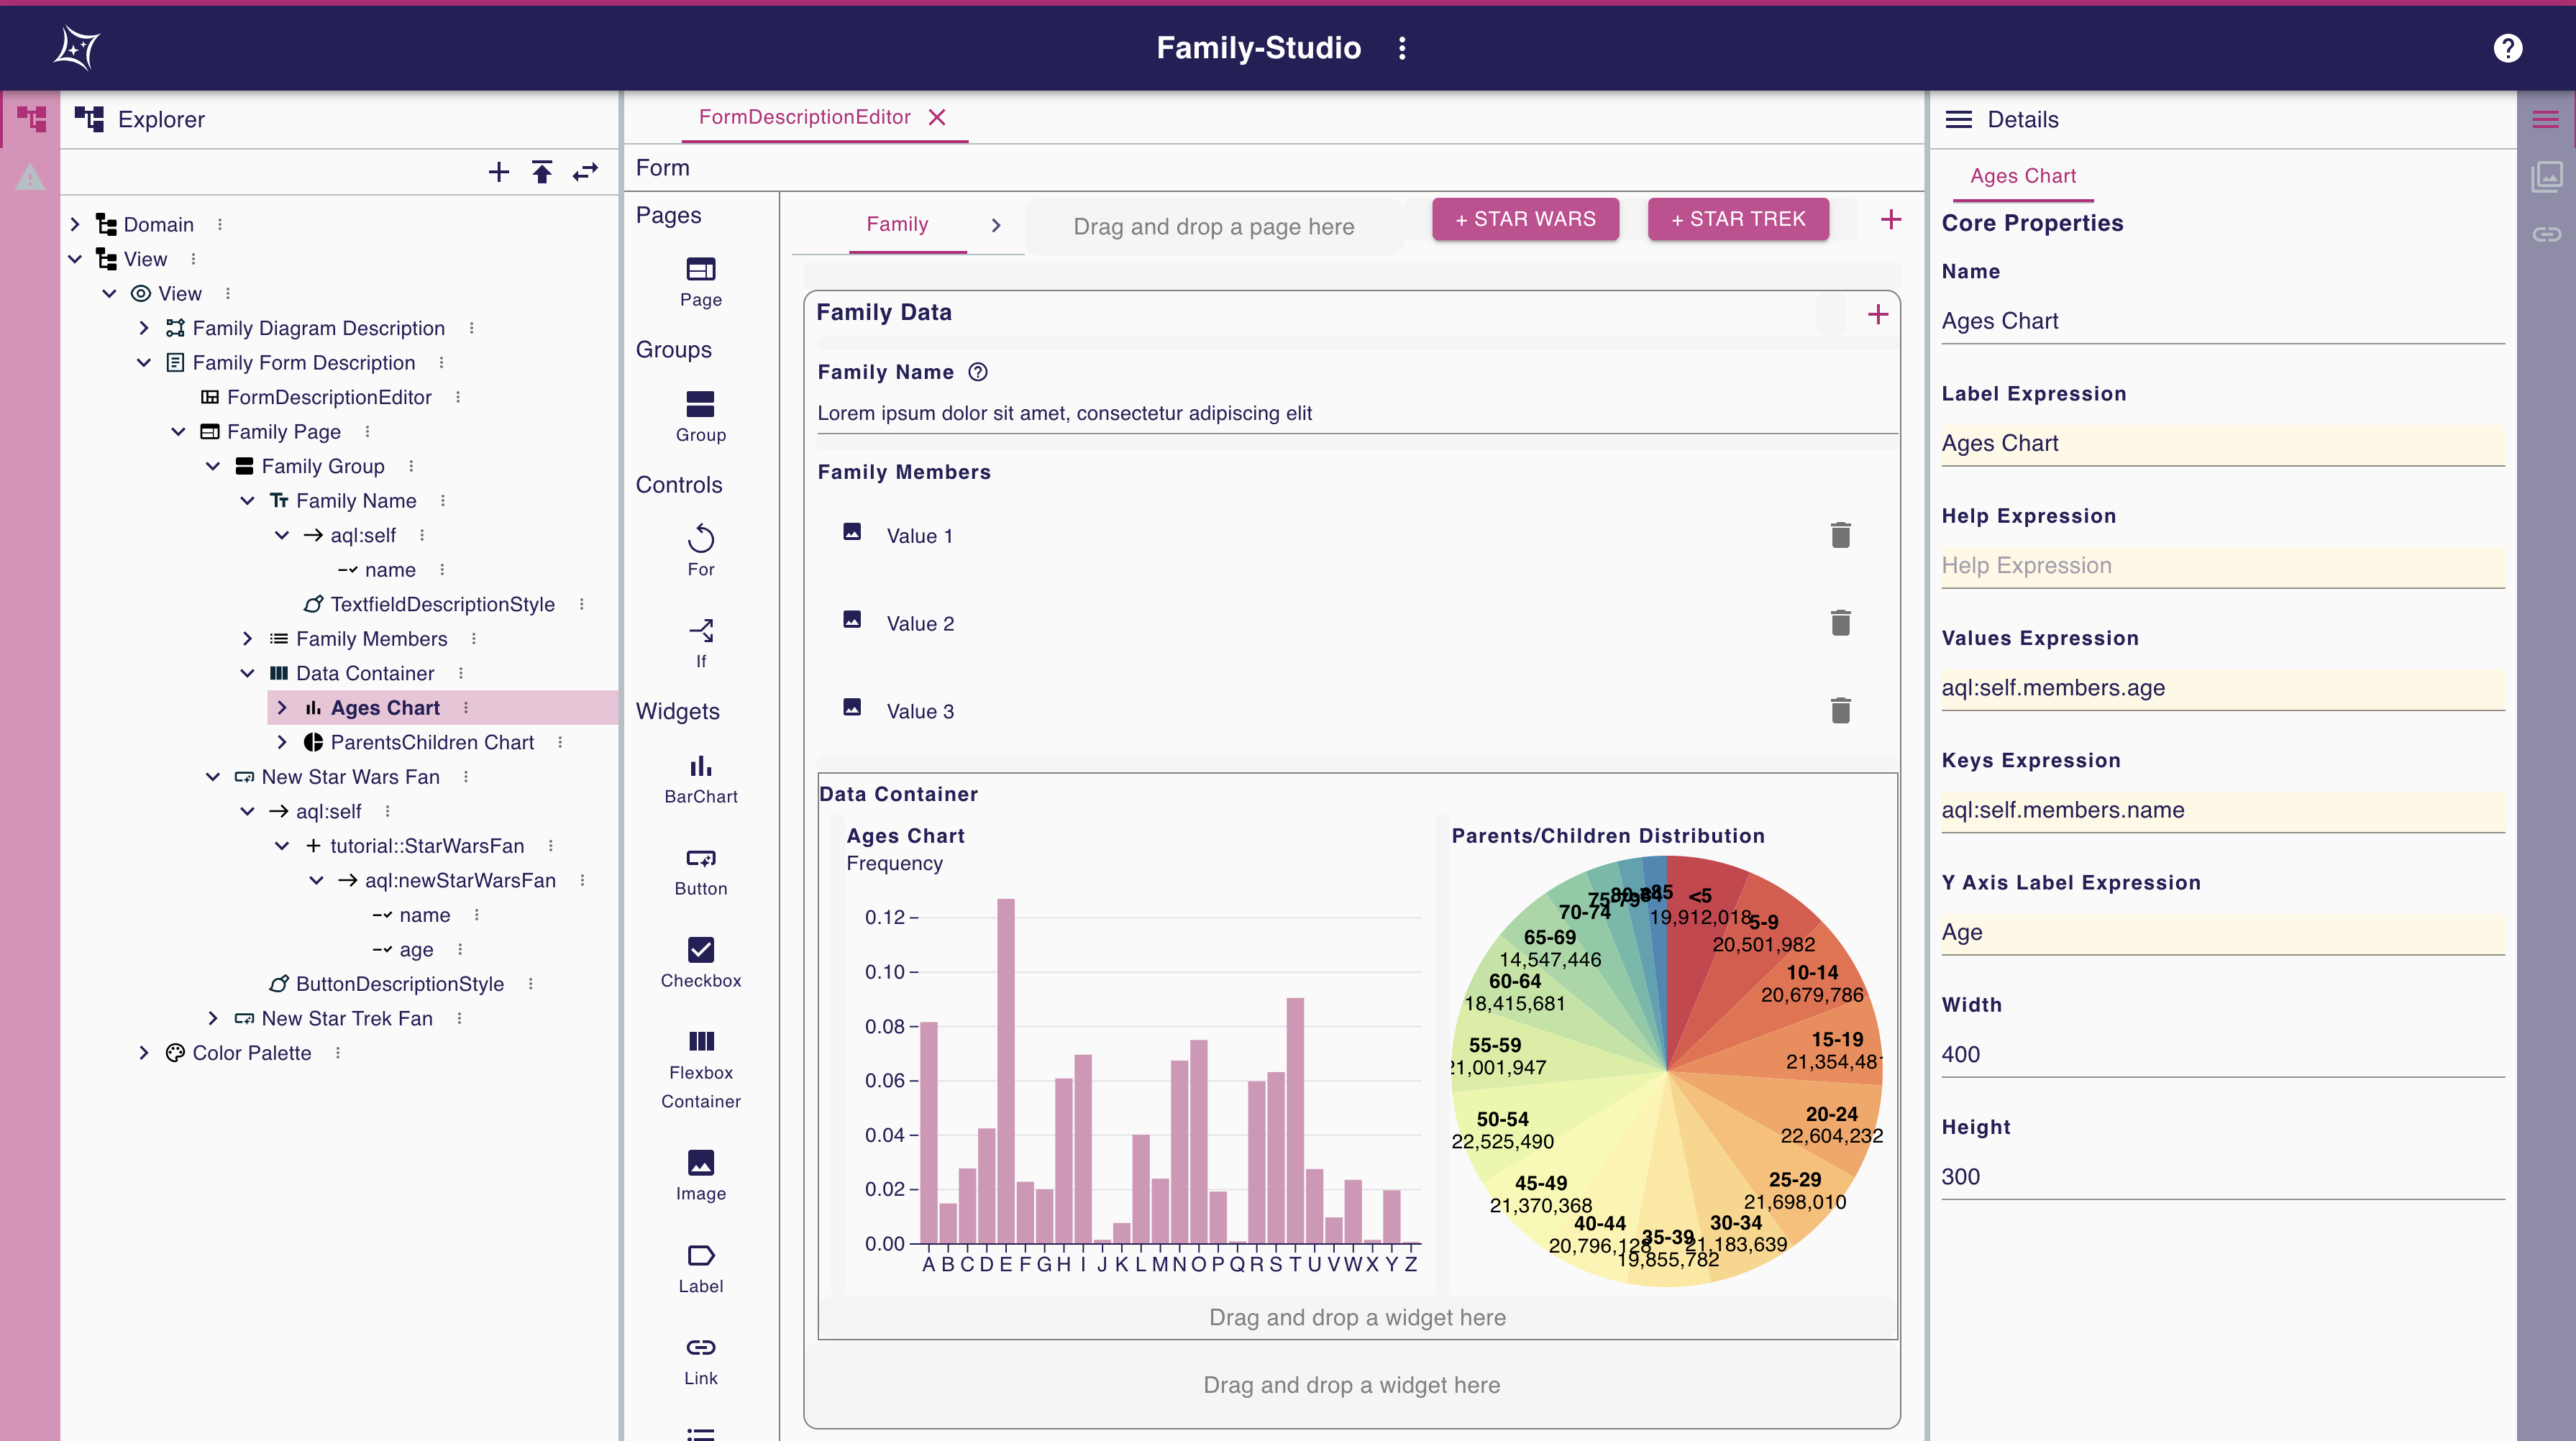 Family-Studio
Explorer
Domain
View
View
Family Diagram Description
Family Form Description
FormDescriptionEditor
Family Page
Family Group
Family Name
aql:self
name
TextfieldDescriptionStyle
Family Members
Data Container
Ages Chart
ParentsChildren Chart
New Star Wars Fan
aql:self
tutorial::StarWarsFan
aql:newStarWarsFan
name
age
ButtonDescriptionStyle
New Star Trek Fan
Color Palette
FormDescriptionEditor
Form
Pages
Page
Groups
Group
Controls
For
If
Widgets
BarChart
Button
Checkbox
Flexbox
Container
Image
Label
Link
Family
Drag and drop a page here
+ STAR WARS
+ STAR TREK
Family Data
Family Name
Lorem ipsum dolor sit amet, consectetur adipiscing elit
Family Members
Value 1
Value 2
Value 3
Data Container
Ages Chart
Frequency
0.12
0.10
0.08
0.06
0.04
0.02
0.00
A B C D E F G H I J K L M N O P Q R S T U V W X Y Z
Parents/Children Distribution
<5
19,912,018
5-9
20,501,982
10-14
20,679,786
15-19
21,354,481
20-24
22,604,232
25-29
21,698,010
30-34
21,183,639
35-39
19,855,782
40-44
20,796,128
45-49
21,370,368
50-54
22,525,490
55-59
21,001,947
60-64
18,415,681
65-69
14,547,446
70-74
75-79
Drag and drop a widget here
Drag and drop a widget here
Details
Ages Chart
Core Properties
Name
Ages Chart
Label Expression
Ages Chart
Help Expression
Help Expression
Values Expression
aql:self.members.age
Keys Expression
aql:self.members.name
Y Axis Label Expression
Age
Width
400
Height
300